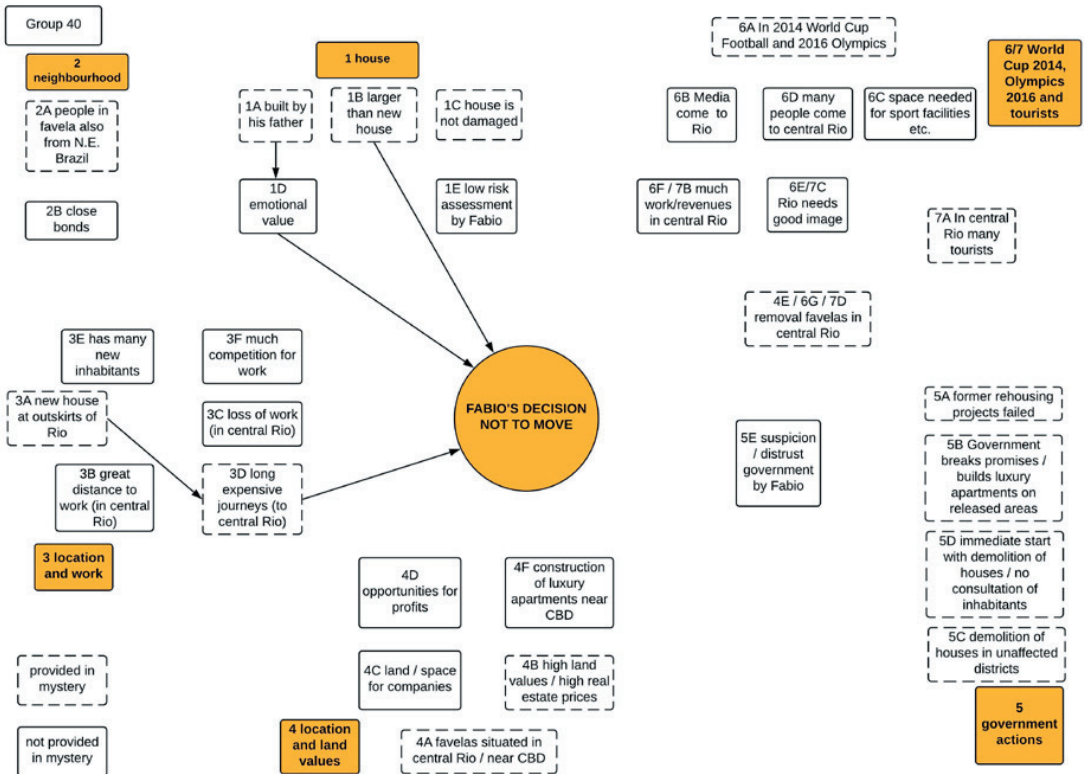 Group 40
2
neighbourhood
2A people in
favela also
from N.E.
Brazil
2B close
bonds
1 house
1A built by
his father
1B larger
than new
house
1C house is
not damaged
1D
emotional
value
1E low risk
assessment
by Fabio
6A In 2014 World Cup
Football and 2016 Olympics
6/7 World
Cup 2014,
Olympics
2016 and
tourists
6B Media
come to
Rio
6D many
people come
to central Rio
6C space needed
for sport facilities
etc.
6F / 7B much
work/revenues
in central Rio
6E/7C
Rio needs
good image
7A In central
Rio many
tourists
4E / 6G / 7D
removal favelas in
central Rio
3E has many
new
inhabitants
3F much
competition for
work
3A new house
at outskirts of
Rio
3C loss of work
(in central Rio)
3B great
distance to
work (in central
Rio)
3D long
expensive
journeys (to
central Rio)
3 location
and work
FABIO'S DECISION
NOT TO MOVE
5A former rehousing
projects failed
5E suspicion
/ distrust
government
by Fabio
5B Government
breaks promises /
builds luxury
apartments on
released areas
5D immediate start
with demolition of
houses / no
consultation of
inhabitants
5C demolition of
houses in unaffected
districts
5
government
actions
4D
opportunities for
profits
4F construction
of luxury
apartments near
CBD
4C land / space
for companies
4B high land
values / high real
estate prices
4 location
and land
values
4A favelas situated in
central Rio / near CBD
provided in
mystery
not provided
in mystery